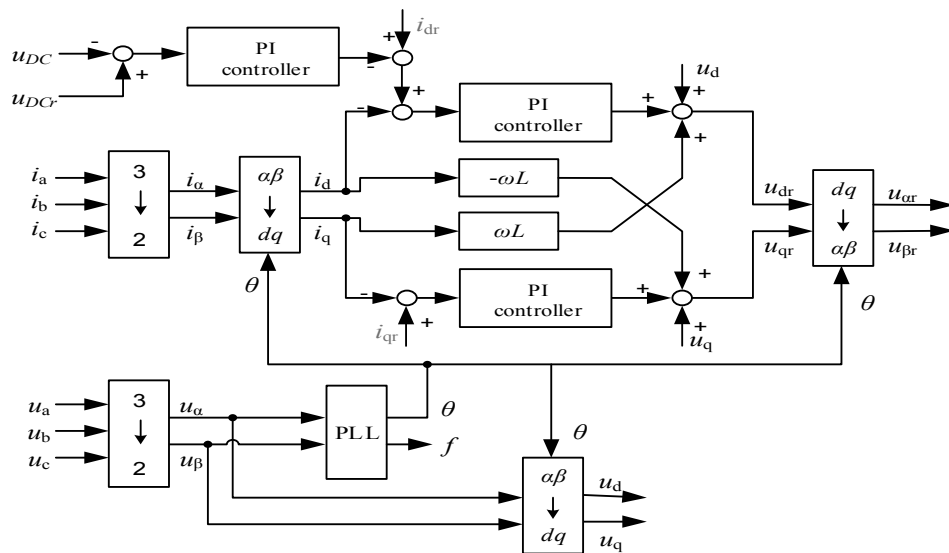 u_DC
-
+
u_DCr
PI
controller
-
+
i_dr
+
-
PI
controller
+
+
u_d
+
i_a
i_b
i_c
3
2
i_α
i_β
αβ
dq
i_d
i_q
θ
-ωL
ωL
-
+
i_qr
PI
controller
+
+
+
u_q
u_dr
u_qr
dq
αβ
u_αr
u_βr
θ
u_a
u_b
u_c
3
2
u_α
u_β
PLL
θ
f
θ
αβ
dq
u_d
u_q